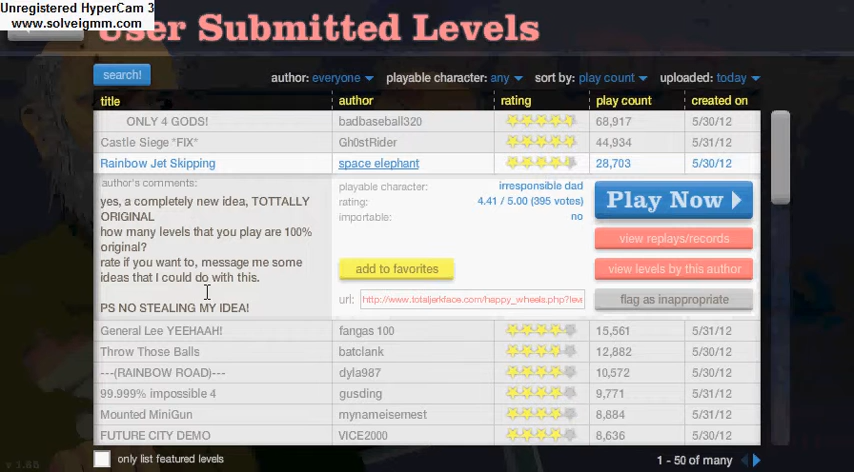 Unregistered HyperCam 3
www.solveigmm.com
User Submitted Levels
search!
author: everyone playable character: any sort by: play count uploaded: today
title author rating play count created on
ONLY 4 GODS! badbaseball320 68,917 5/30/12
Castle Siege *FIX* Gh0stRider 44,934 5/30/12
Rainbow Jet Skipping space elephant 28,703 5/30/12
author's comments:
yes, a completely new idea, TOTTALLY
ORIGINAL
how many levels that you play are 100%
original?
rate if you want to, message me some
ideas that I could do with this.
PS NO STEALING MY IDEA!
playable character: irresponsible dad
rating: 4.41 / 5.00 (395 votes)
importable: no
add to favorites
url: http://www.totaljerkface.com/happy_wheels.php?leve
Play Now
view replays/records
view levels by this author
flag as inappropriate
General Lee YEEHAAH! fangas 100 15,561 5/31/12
Throw Those Balls batclank 12,882 5/30/12
---(RAINBOW ROAD)--- dyla987 10,572 5/30/12
99.999% impossible 4 gusding 9,771 5/31/12
Mounted MiniGun mynameisernest 8,884 5/31/12
FUTURE CITY DEMO VICE2000 8,636 5/30/12
only list featured levels 1 - 50 of many